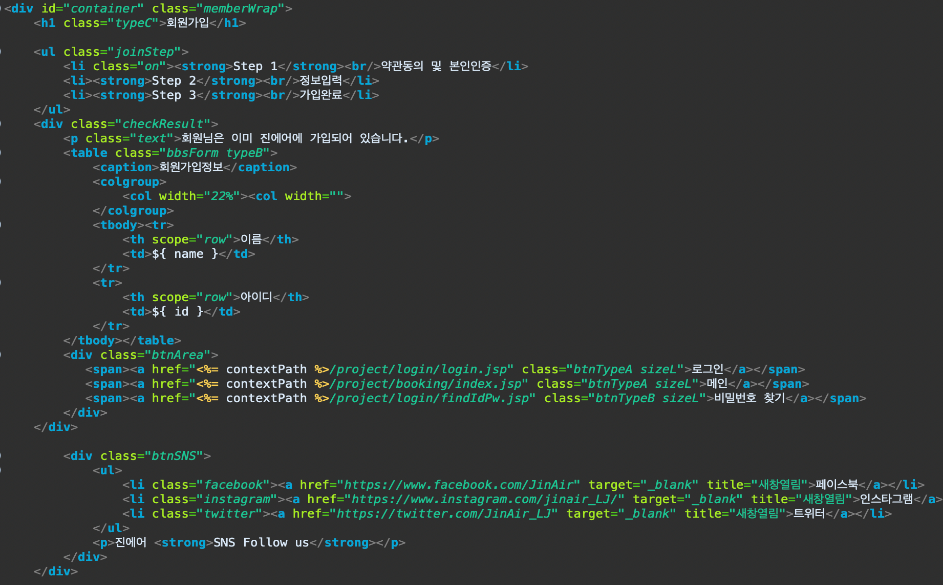 <div id="container" class="memberWrap">
<h1 class="typeC">회원가입</h1>
<ul class="joinStep">
<li class="on"><strong>Step 1</strong><br/>약관동의 및 본인인증</li>
<li><strong>Step 2</strong><br/>정보입력</li>
<li><strong>Step 3</strong><br/>가입완료</li>
</ul>
<div class="checkResult">
<p class="text">회원님은 이미 진에어에 가입되어 있습니다.</p>
<table class="bbsForm typeB">
<caption>회원가입정보</caption>
<colgroup>
<col width="22%"><col width="">
</colgroup>
<tbody><tr>
<th scope="row">이름</th>
<td>${ name }</td>
</tr>
<tr>
<th scope="row">아이디</th>
<td>${ id }</td>
</tr>
</tbody></table>
<div class="btnArea">
<span><a href="<%= contextPath %>/project/login/login.jsp" class="btnTypeA sizeL">로그인</a></span>
<span><a href="<%= contextPath %>/project/booking/index.jsp" class="btnTypeA sizeL">메인</a></span>
<span><a href="<%= contextPath %>/project/login/findIdPw.jsp" class="btnTypeB sizeL">비밀번호 찾기</a></span>
</div>
</div>
<div class="btnSNS">
<ul>
<li class="facebook"><a href="https://www.facebook.com/JinAir" target="_blank" title="새창열림">페이스북</a></li>
<li class="instagram"><a href="https://www.instagram.com/jinair_LJ/" target="_blank" title="새창열림">인스타그램</a>
<li class="twitter"><a href="https://twitter.com/JinAir_LJ" target="_blank" title="새창열림">트위터</a></li>
</ul>
<p>진에어 <strong>SNS Follow us</strong></p>
</div>
</div>